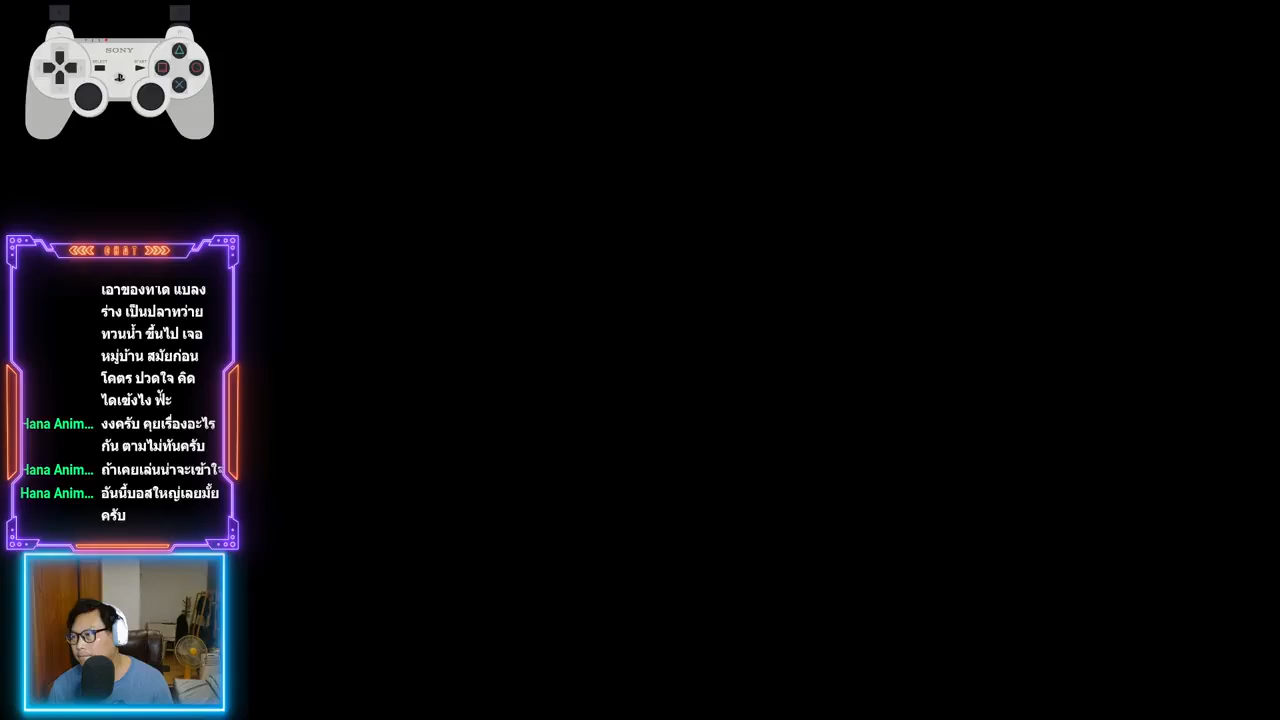 SONY
SELECT
START
CHAT
เอาของทาด แปลง
ร่าง เป็นปลาทว่าย
ทวนน้ำ ขึ้นไป เจอ
หมู่บ้าน สมัยก่อน
โคตร ปวดใจ คิด
ได้เซ้งไง ฟ่ะ
Hana Anim... งงครับ คุยเรื่องอะไร
กัน ตามไม่ทันครับ
Hana Anim... ถ้าเคยเล่นน่าจะเข้าใจ
Hana Anim... อันนี้บอสใหญ่เลยมั้ย
ครับ